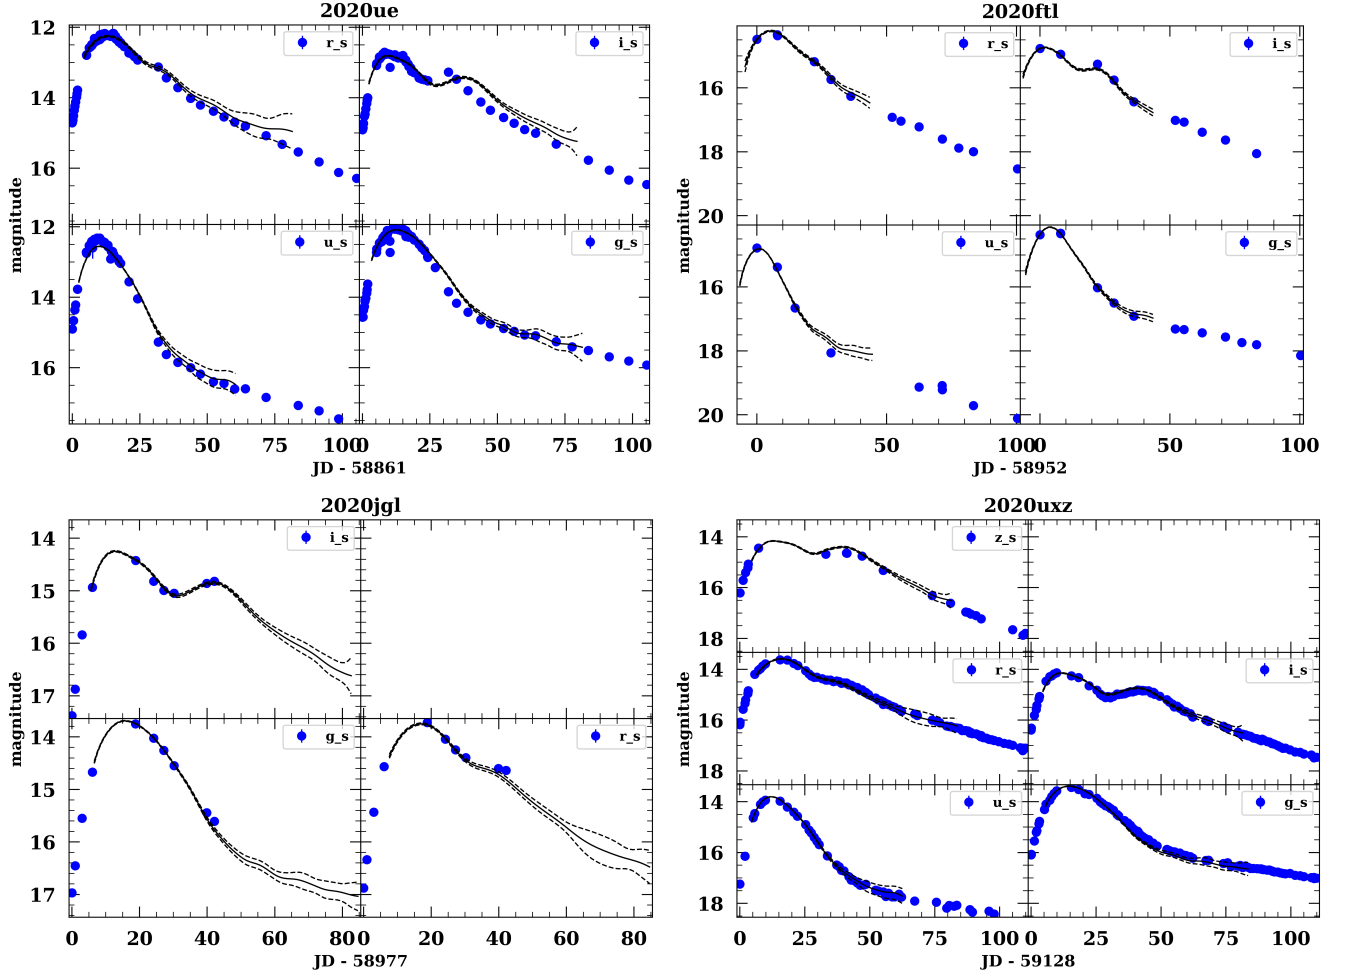 2020ue
r_s
i_s
12
14
16
u_s
g_s
12
14
16
magnitude
0 25 50 75 100 0 25 50 75 100
JD - 58861
2020ftl
r_s
i_s
16
18
20
u_s
g_s
16
18
20
magnitude
0 50 100 0 50 100
JD - 58952
2020jgl
i_s
14
15
16
17
g_s
r_s
14
15
16
17
magnitude
0 20 40 60 80 0 20 40 60 80
JD - 58977
2020uxz
z_s
14
16
18
r_s
i_s
14
16
18
u_s
g_s
14
16
18
magnitude
0 25 50 75 100 0 25 50 75 100
JD - 59128